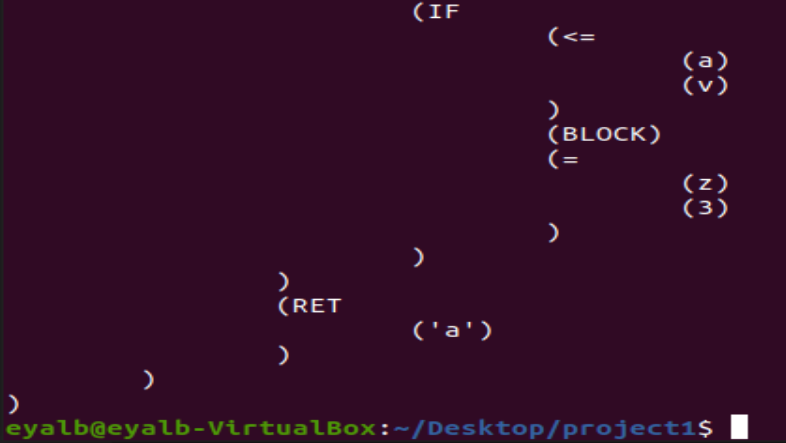 (IF
(<=
(a)
(v)
)
(BLOCK)
(=
(z)
(3)
)
)
)
(RET
('a')
)
)
)
eyalb@eyalb-VirtualBox:~/Desktop/project1$